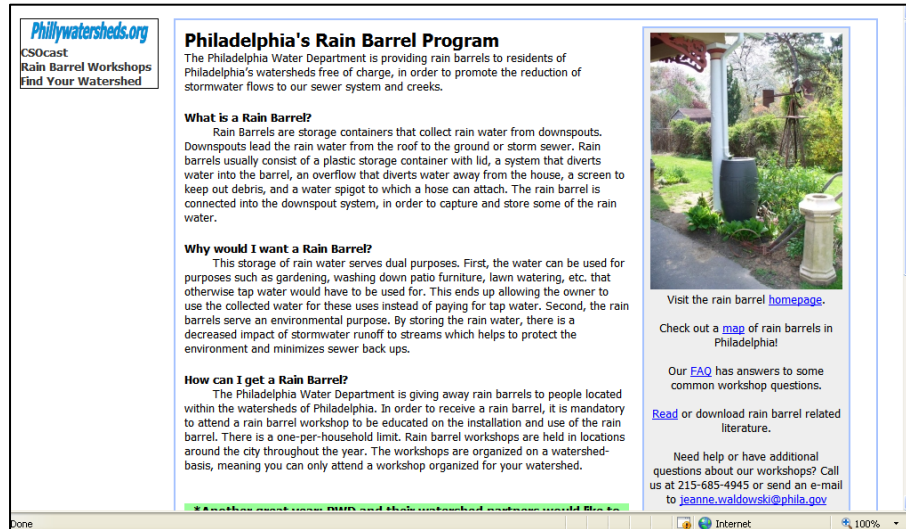 Phillywatersheds.org
CSOcast
Rain Barrel Workshops
Find Your Watershed
Philadelphia's Rain Barrel Program
The Philadelphia Water Department is providing rain barrels to residents of
Philadelphia's watersheds free of charge, in order to promote the reduction of
stormwater flows to our sewer system and creeks.
What is a Rain Barrel?
Rain Barrels are storage containers that collect rain water from downspouts.
Downspouts lead the rain water from the roof to the ground or storm sewer. Rain
barrels usually consist of a plastic storage container with lid, a system that diverts
water into the barrel, an overflow that diverts water away from the house, a screen to
keep out debris, and a water spigot to which a hose can attach. The rain barrel is
connected into the downspout system, in order to capture and store some of the rain
water.
Why would I want a Rain Barrel?
This storage of rain water serves dual purposes. First, the water can be used for
purposes such as gardening, washing down patio furniture, lawn watering, etc. that
otherwise tap water would have to be used for. This ends up allowing the owner to
use the collected water for these uses instead of paying for tap water. Second, the rain
barrels serve an environmental purpose. By storing the rain water, there is a
decreased impact of stormwater runoff to streams which helps to protect the
environment and minimizes sewer back ups.
How can I get a Rain Barrel?
The Philadelphia Water Department is giving away rain barrels to people located
within the watersheds of Philadelphia. In order to receive a rain barrel, it is mandatory
to attend a rain barrel workshop to be educated on the installation and use of the rain
barrel. There is a one-per-household limit. Rain barrel workshops are held in locations
around the city throughout the year. The workshops are organized on a watershed-
basis, meaning you can only attend a workshop organized for your watershed.
*Another great year: PWD and their watershed partners would like to
Visit the rain barrel homepage.
Check out a map of rain barrels in
Philadelphia!
Our FAQ has answers to some
common workshop questions.
Read or download rain barrel related
literature.
Need help or have additional
questions about our workshops? Call
us at 215-685-4945 or send an e-mail
to jeanne.waldowski@phila.gov
Done
Internet
100%